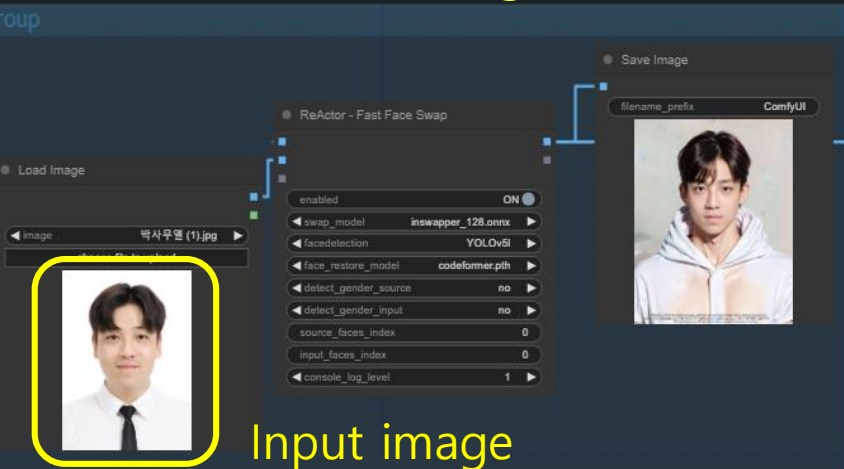 roup
Save Image
filename_prefix ComfyUI
ReActor - Fast Face Swap
Load Image
enabled ON
swap_model inswapper_128.onnx
facedetection YOLOv5l
face_restore_model codeformer.pth
detect_gender_source no
detect_gender_input no
source_faces_index 0
input_faces_index 0
console_log_level 1
image 박사무엘 (1).jpg
Input image